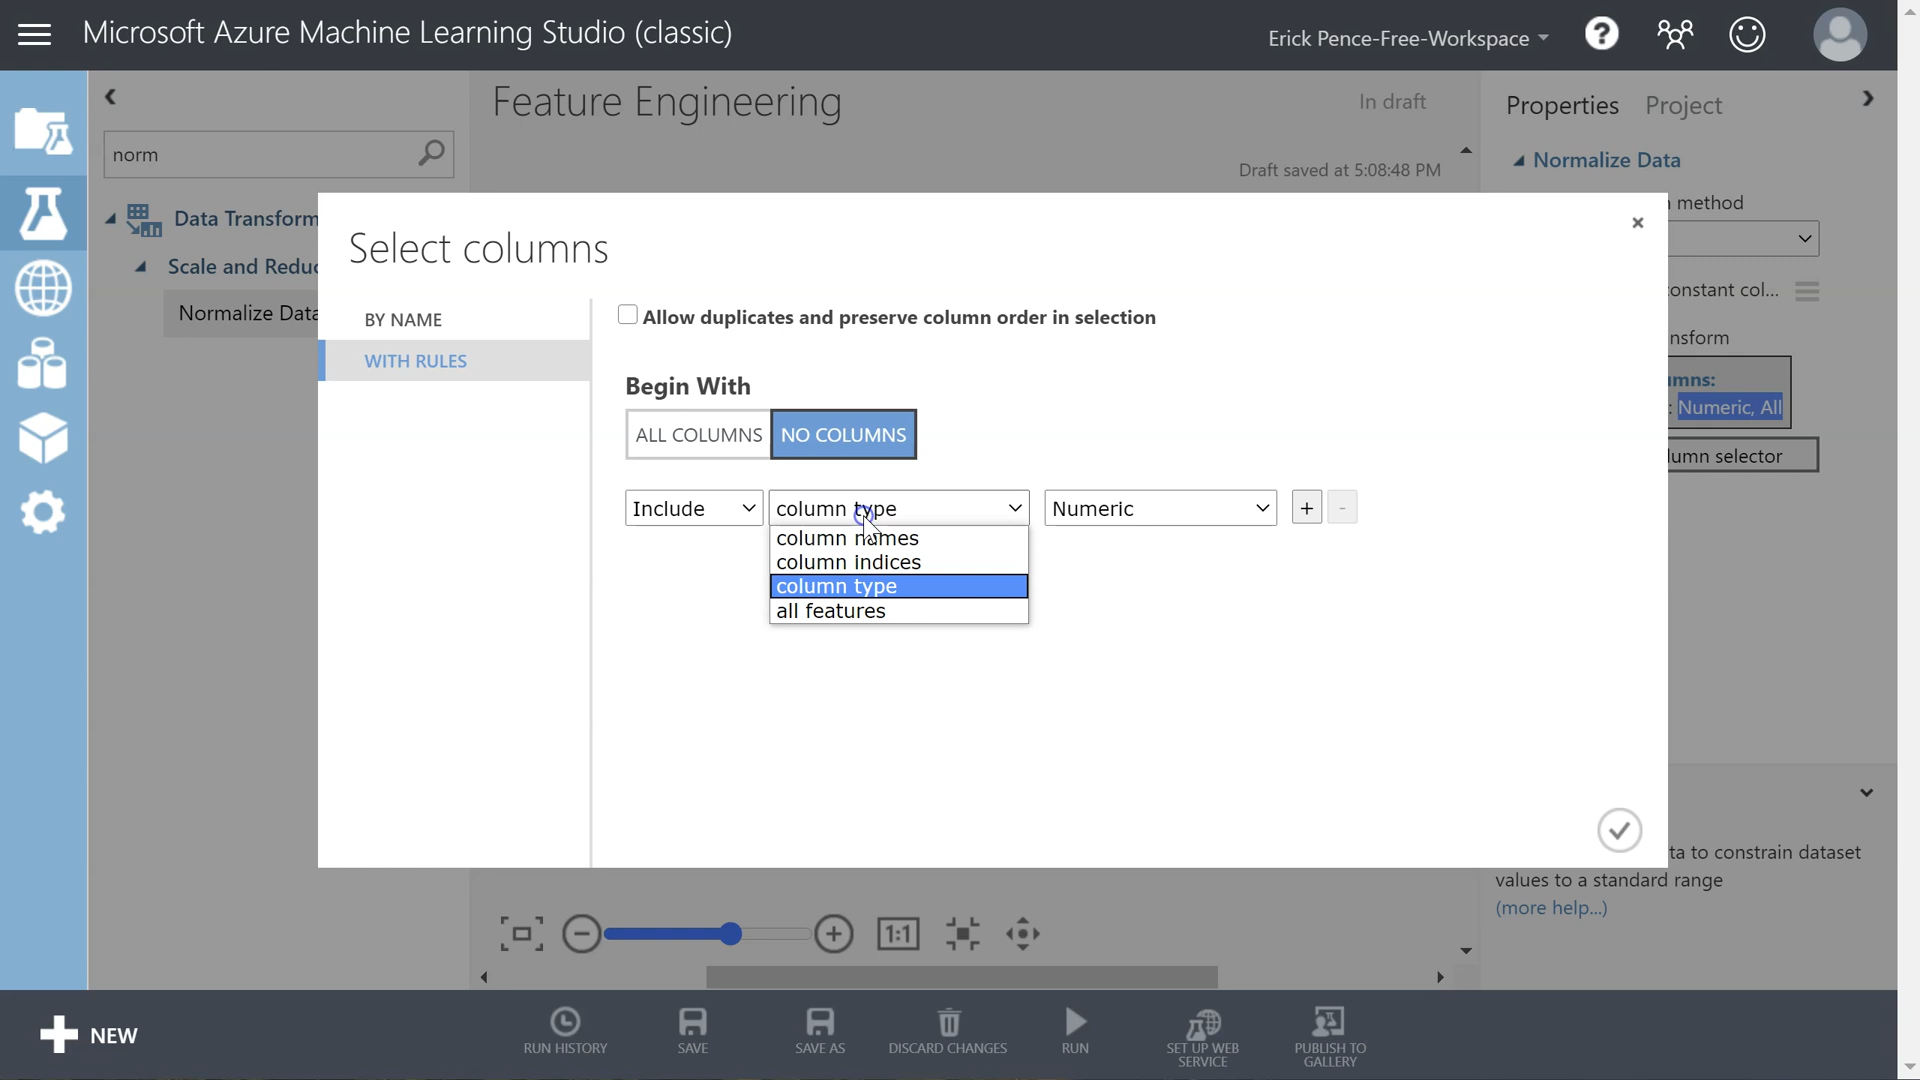 Microsoft Azure Machine Learning Studio (classic)
Erick Pence-Free-Workspace
?
Feature Engineering
In draft
Properties Project
norm
Draft saved at 5:08:48 PM
Normalize Data
method
Data Transform
Select columns
Scale and Reduc
onstant col...
BY NAME
Allow duplicates and preserve column order in selection
Normalize Data
nsform
WITH RULES
Begin With
mns:
: Numeric, All
ALL COLUMNS NO COLUMNS
lumn selector
Include column type Numeric + -
column names
column indices
column type
all features
ta to constrain dataset
values to a standard range
(more help...)
1:1
NEW
RUN HISTORY
SAVE
SAVE AS
DISCARD CHANGES
RUN
SET UP WEB
SERVICE
PUBLISH TO
GALLERY